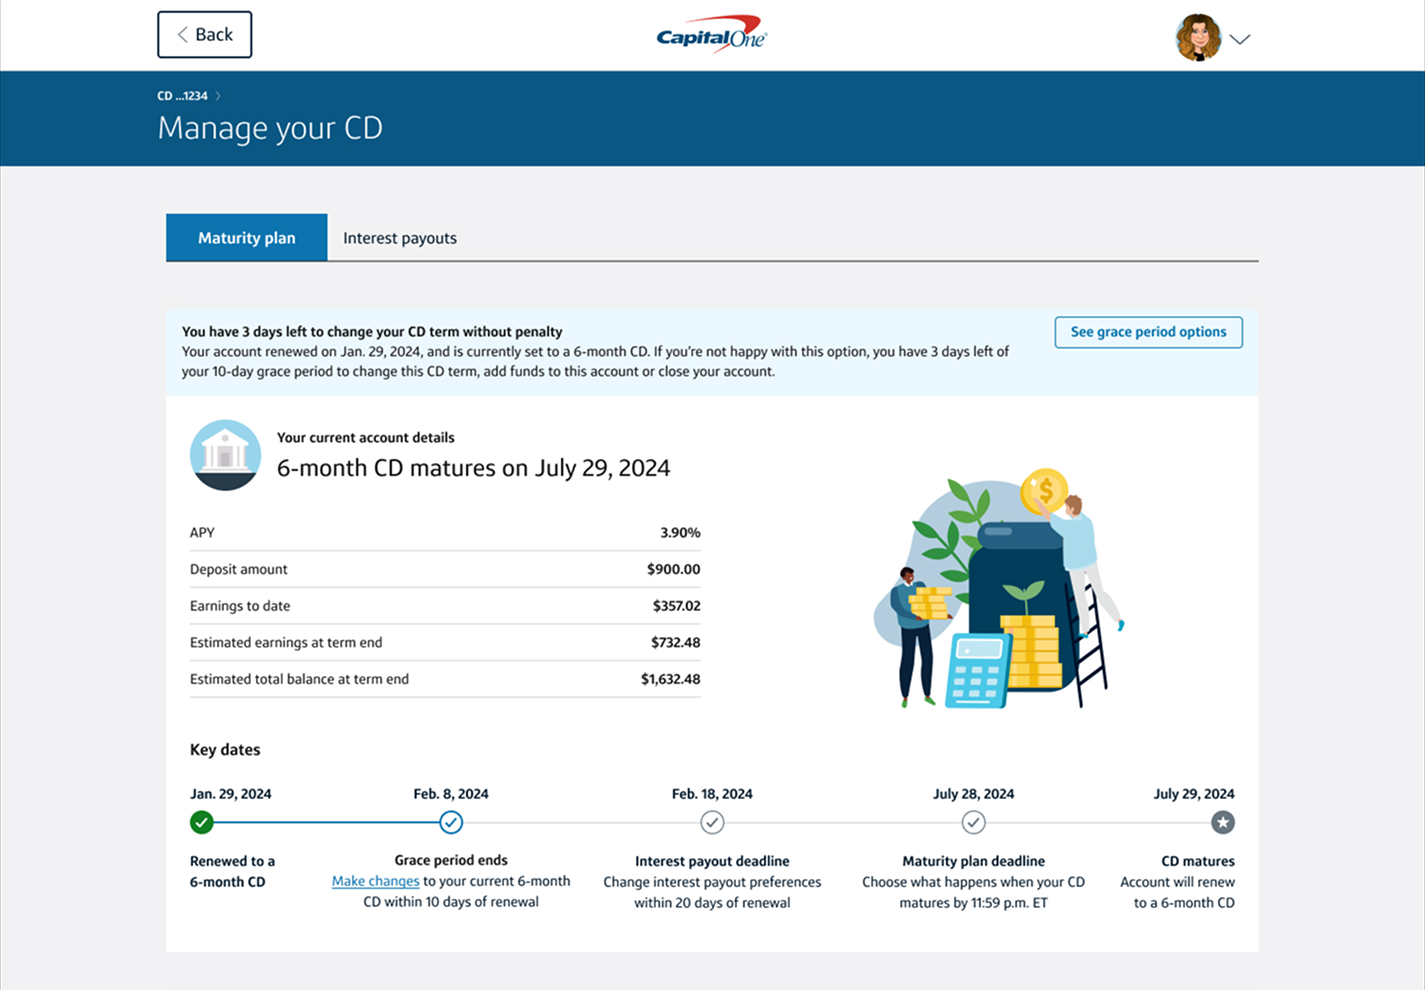 Back
CapitalOne
CD ...1234
Manage your CD
Maturity plan
Interest payouts
You have 3 days left to change your CD term without penalty
See grace period options
Your account renewed on Jan. 29, 2024, and is currently set to a 6-month CD. If you're not happy with this option, you have 3 days left of
your 10-day grace period to change this CD term, add funds to this account or close your account.
Your current account details
6-month CD matures on July 29, 2024
APY 3.90%
Deposit amount $900.00
Earnings to date $357.02
Estimated earnings at term end $732.48
Estimated total balance at term end $1,632.48
$
Key dates
Jan. 29, 2024
Renewed to a
6-month CD
Feb. 8, 2024
Grace period ends
Make changes to your current 6-month
CD within 10 days of renewal
Feb. 18, 2024
Interest payout deadline
Change interest payout preferences
within 20 days of renewal
July 28, 2024
Maturity plan deadline
Choose what happens when your CD
matures by 11:59 p.m. ET
July 29, 2024
CD matures
Account will renew
to a 6-month CD